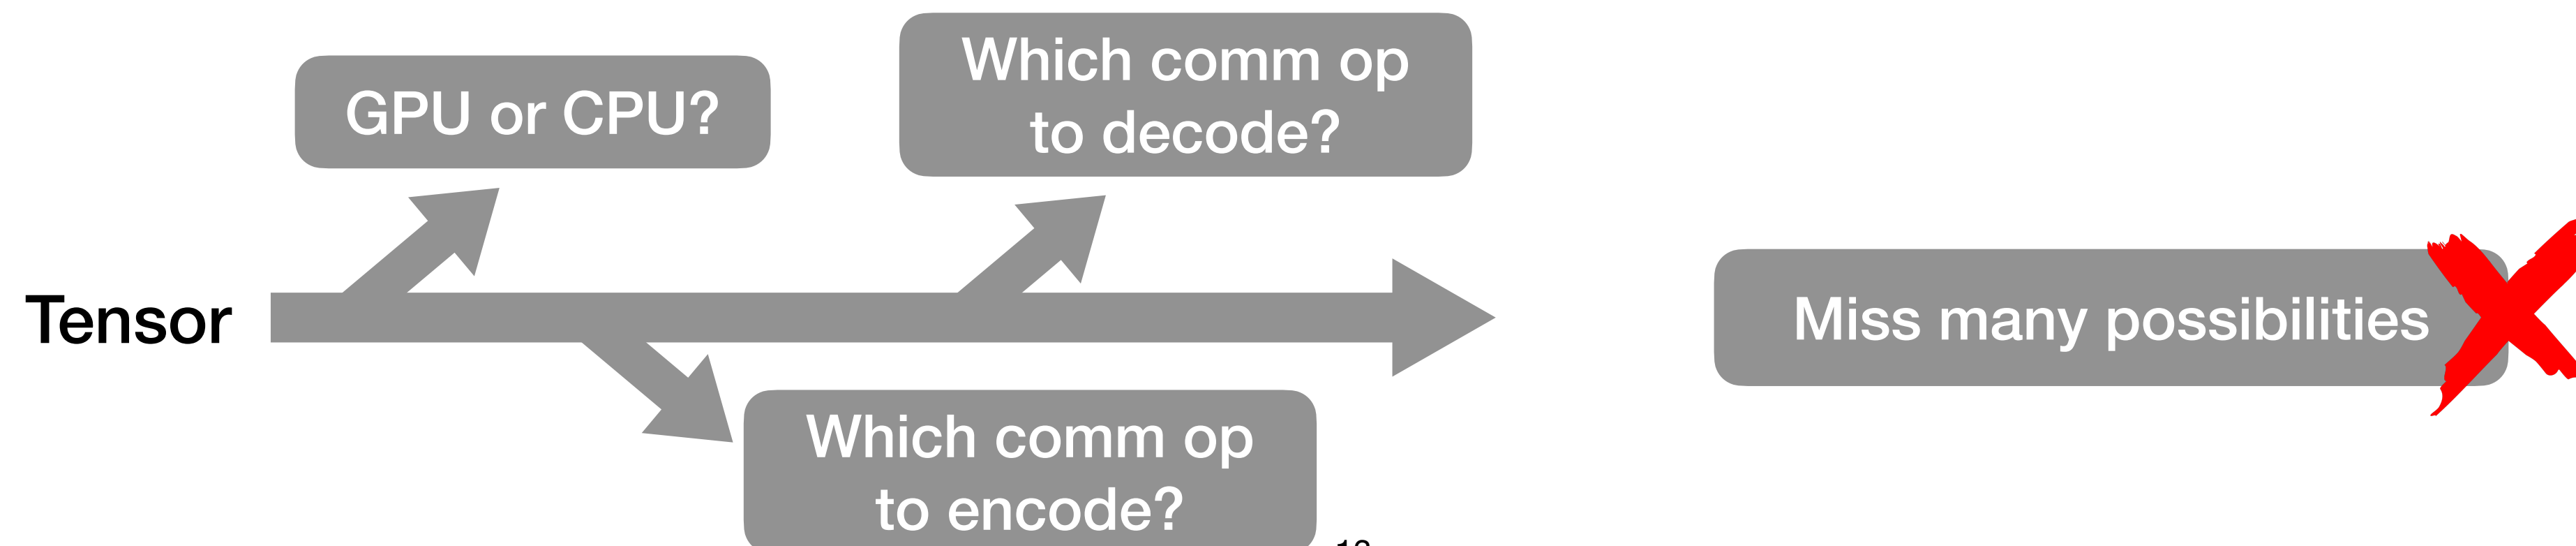 GPU or CPU?
Which comm op
to decode?
Tensor
Miss many possibilities
Which comm op
to encode?